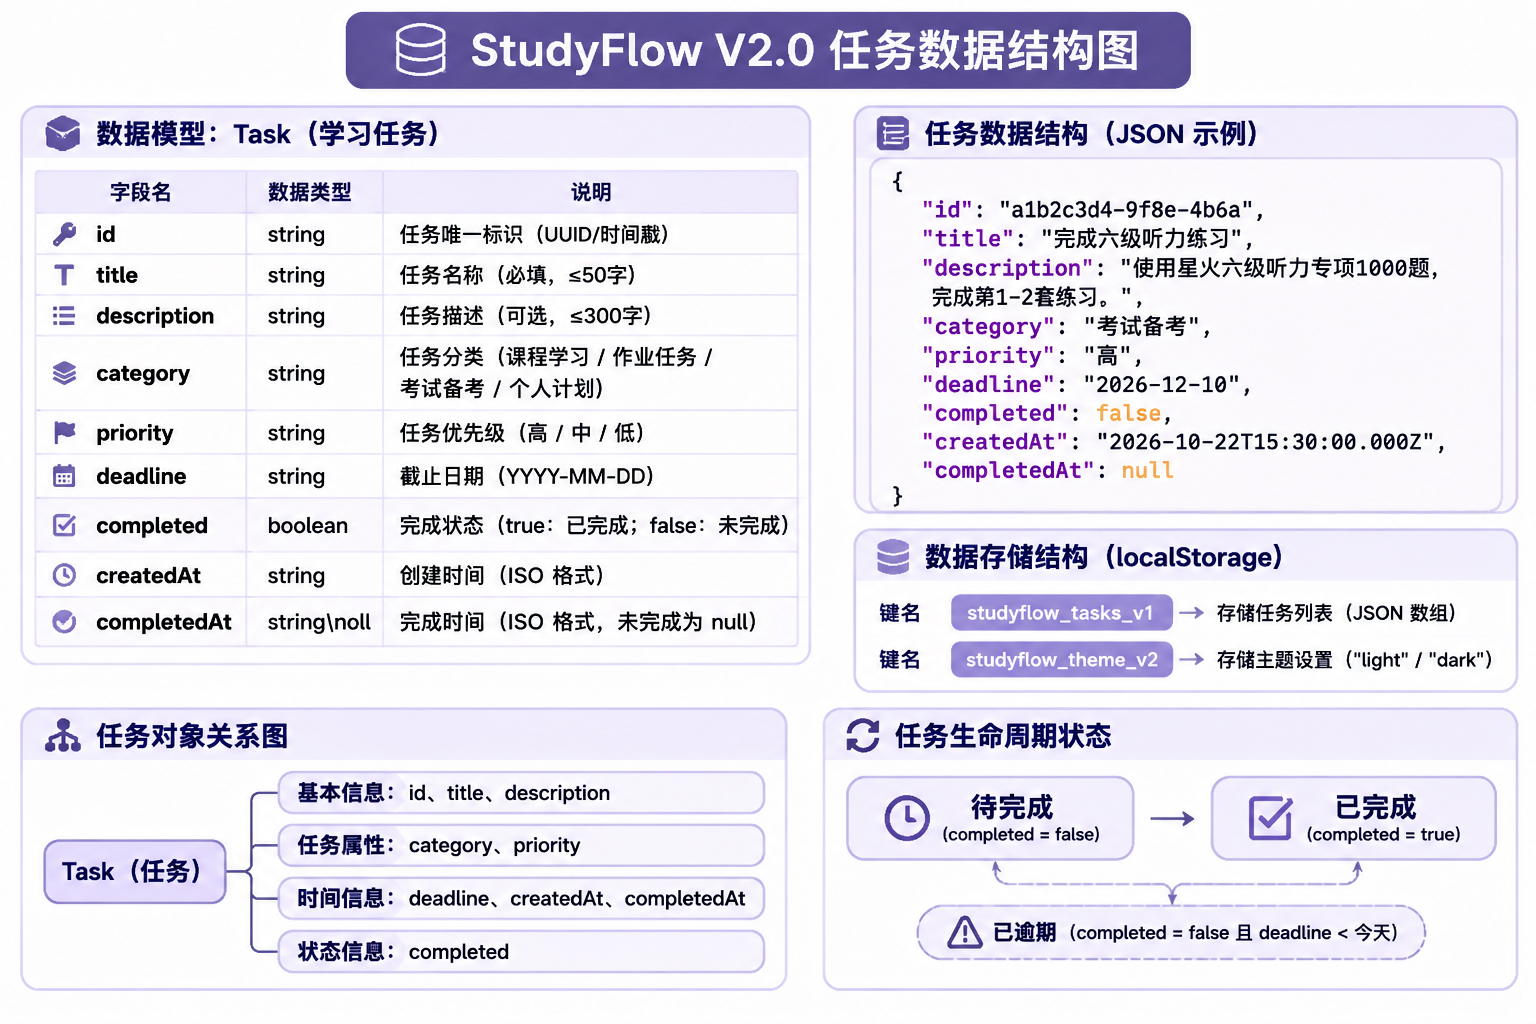 StudyFlow V2.0 任务数据结构图
数据模型：Task（学习任务）
字段名 数据类型 说明
id string 任务唯一标识（UUID/时间戳）
title string 任务名称（必填，≤50字）
description string 任务描述（可选，≤300字）
category string 任务分类（课程学习 / 作业任务 /
考试备考 / 个人计划）
priority string 任务优先级（高 / 中 / 低）
deadline string 截止日期（YYYY-MM-DD）
completed boolean 完成状态（true：已完成；false：未完成）
createdAt string 创建时间（ISO 格式）
completedAt string\noll 完成时间（ISO 格式，未完成为 null）
任务数据结构（JSON 示例）
{
"id": "a1b2c3d4-9f8e-4b6a",
"title": "完成六级听力练习",
"description": "使用星火六级听力专项1000题，
完成第1-2套练习。",
"category": "考试备考",
"priority": "高",
"deadline": "2026-12-10",
"completed": false,
"createdAt": "2026-10-22T15:30:00.000Z",
"completedAt": null
}
数据存储结构（localStorage）
键名 studyflow_tasks_v1 → 存储任务列表（JSON 数组）
键名 studyflow_theme_v2 → 存储主题设置（"light" / "dark"）
任务对象关系图
Task（任务）
基本信息：id、title、description
任务属性：category、priority
时间信息：deadline、createdAt、completedAt
状态信息：completed
任务生命周期状态
待完成
(completed = false)
已完成
(completed = true)
已逾期（completed = false 且 deadline < 今天）